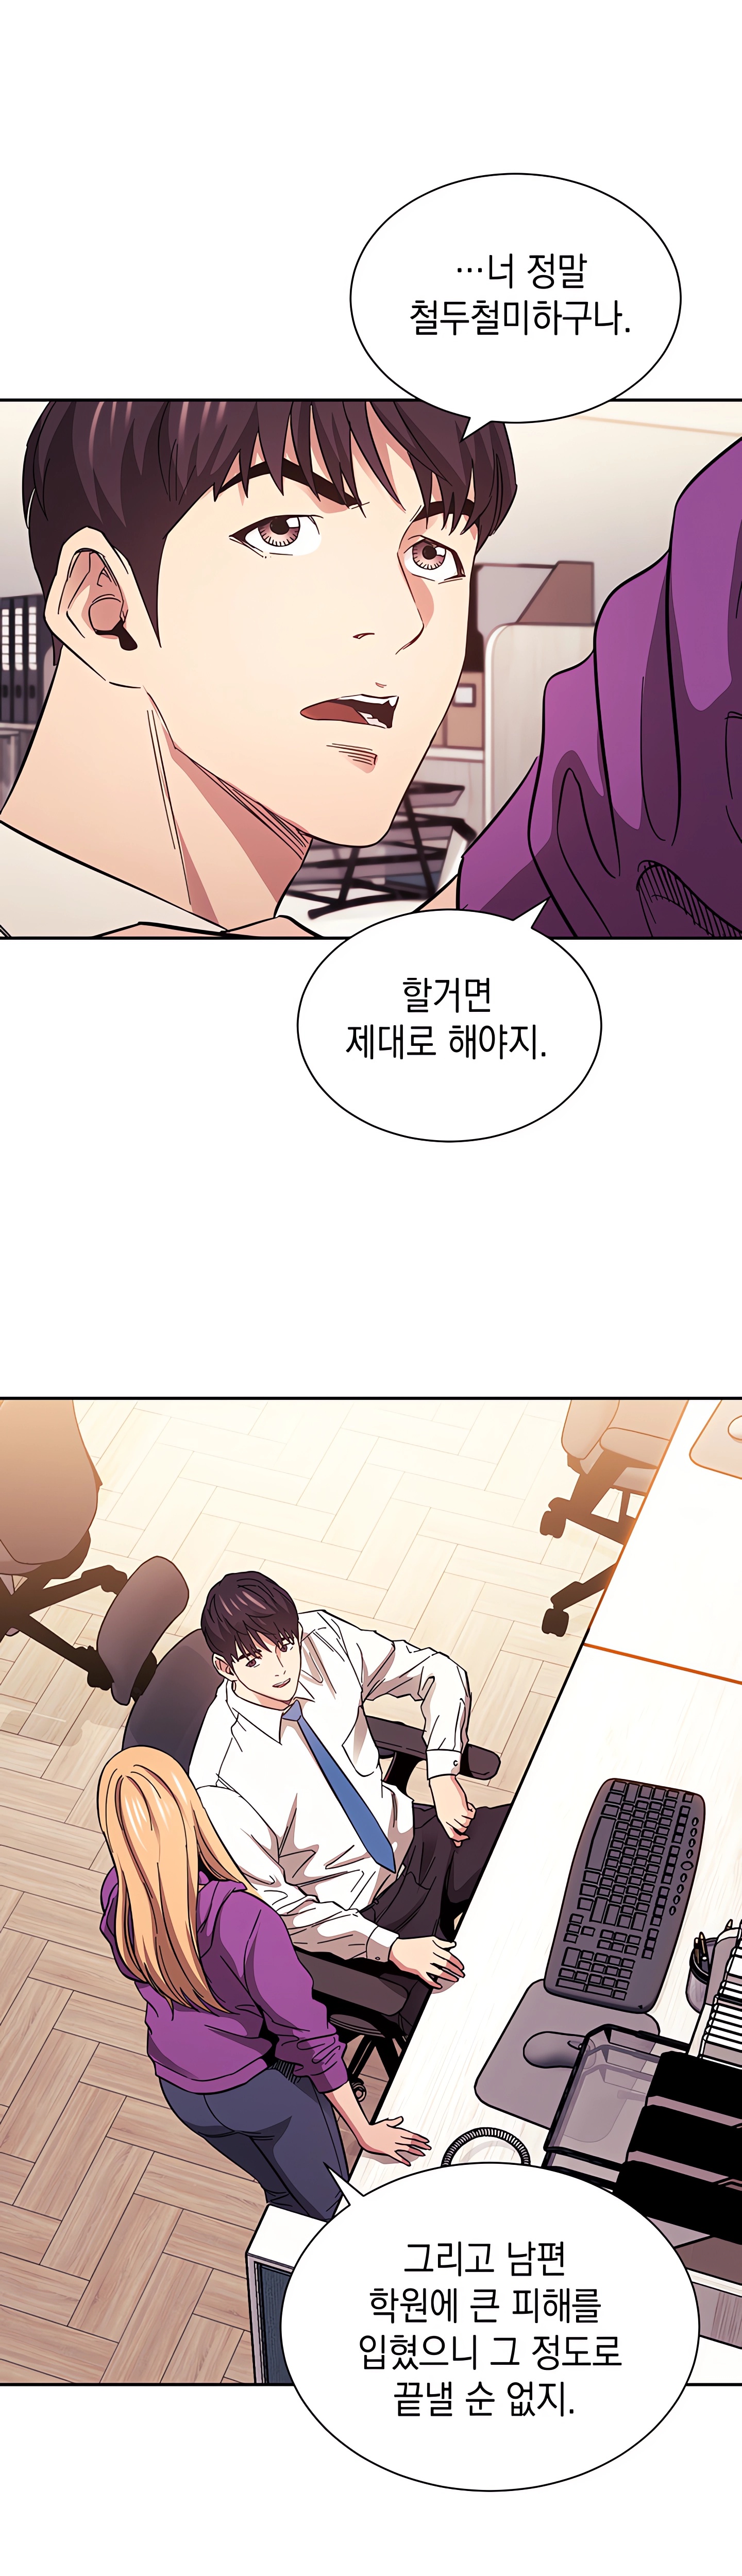 …너 정말
철두철미하구나.
할거면
제대로 해야지.
그리고 남편
학원에 큰 피해를
입혔으니 그 정도로
끝낼 순 없지.